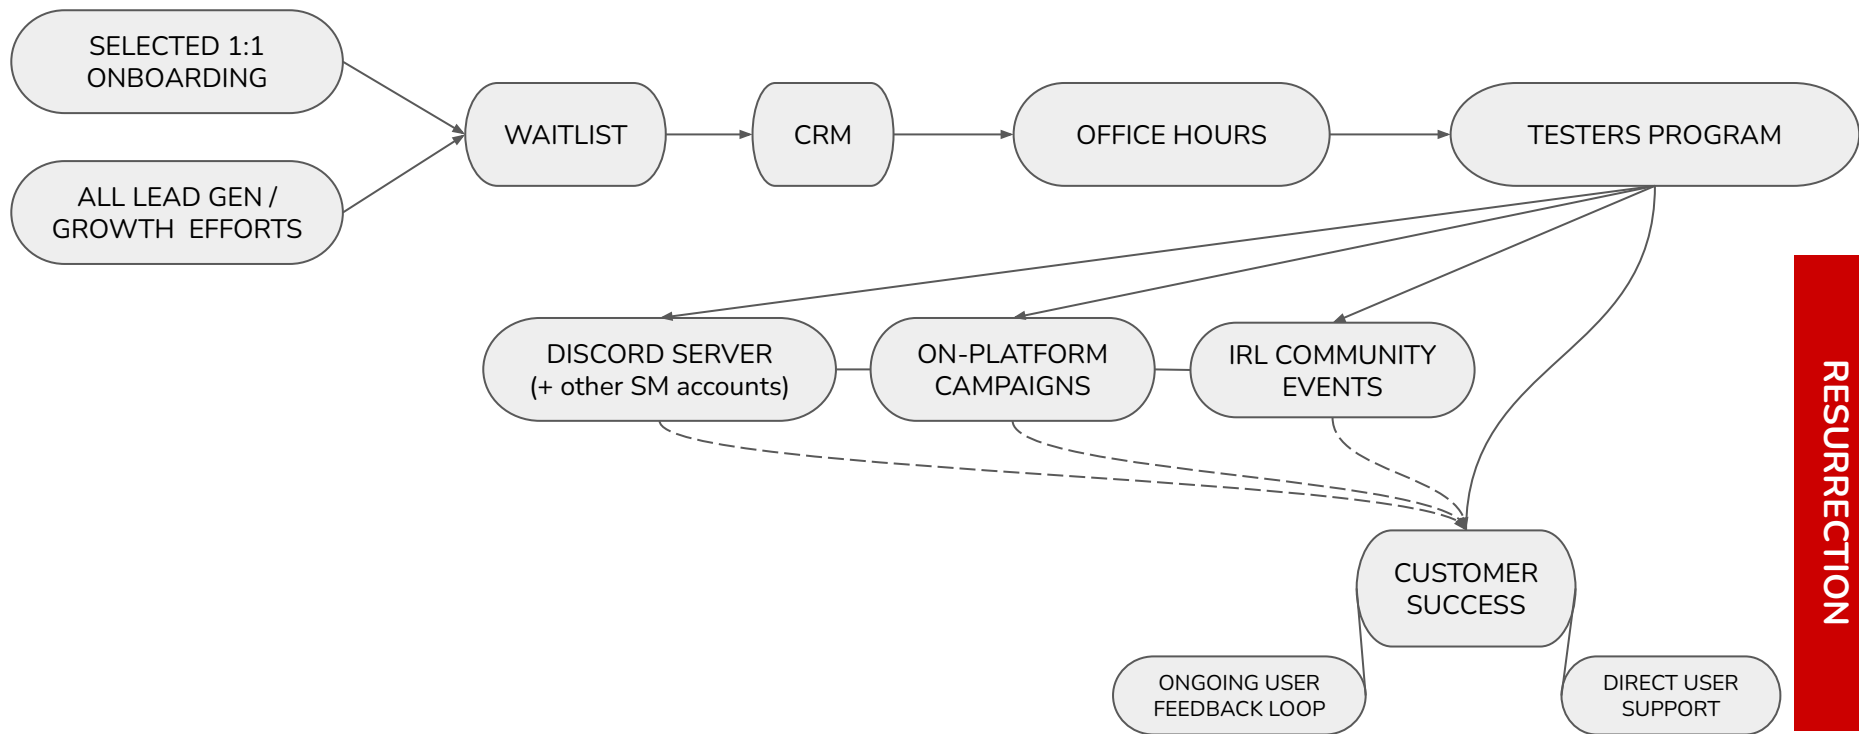 SELECTED 1:1
ONBOARDING
ALL LEAD GEN /
GROWTH  EFFORTS
WAITLIST
CRM
OFFICE HOURS
TESTERS PROGRAM
DISCORD SERVER
(+ other SM accounts)
ON-PLATFORM
CAMPAIGNS
IRL COMMUNITY
EVENTS
CUSTOMER
SUCCESS
ONGOING USER
FEEDBACK LOOP
DIRECT USER
SUPPORT
RESURRECTION